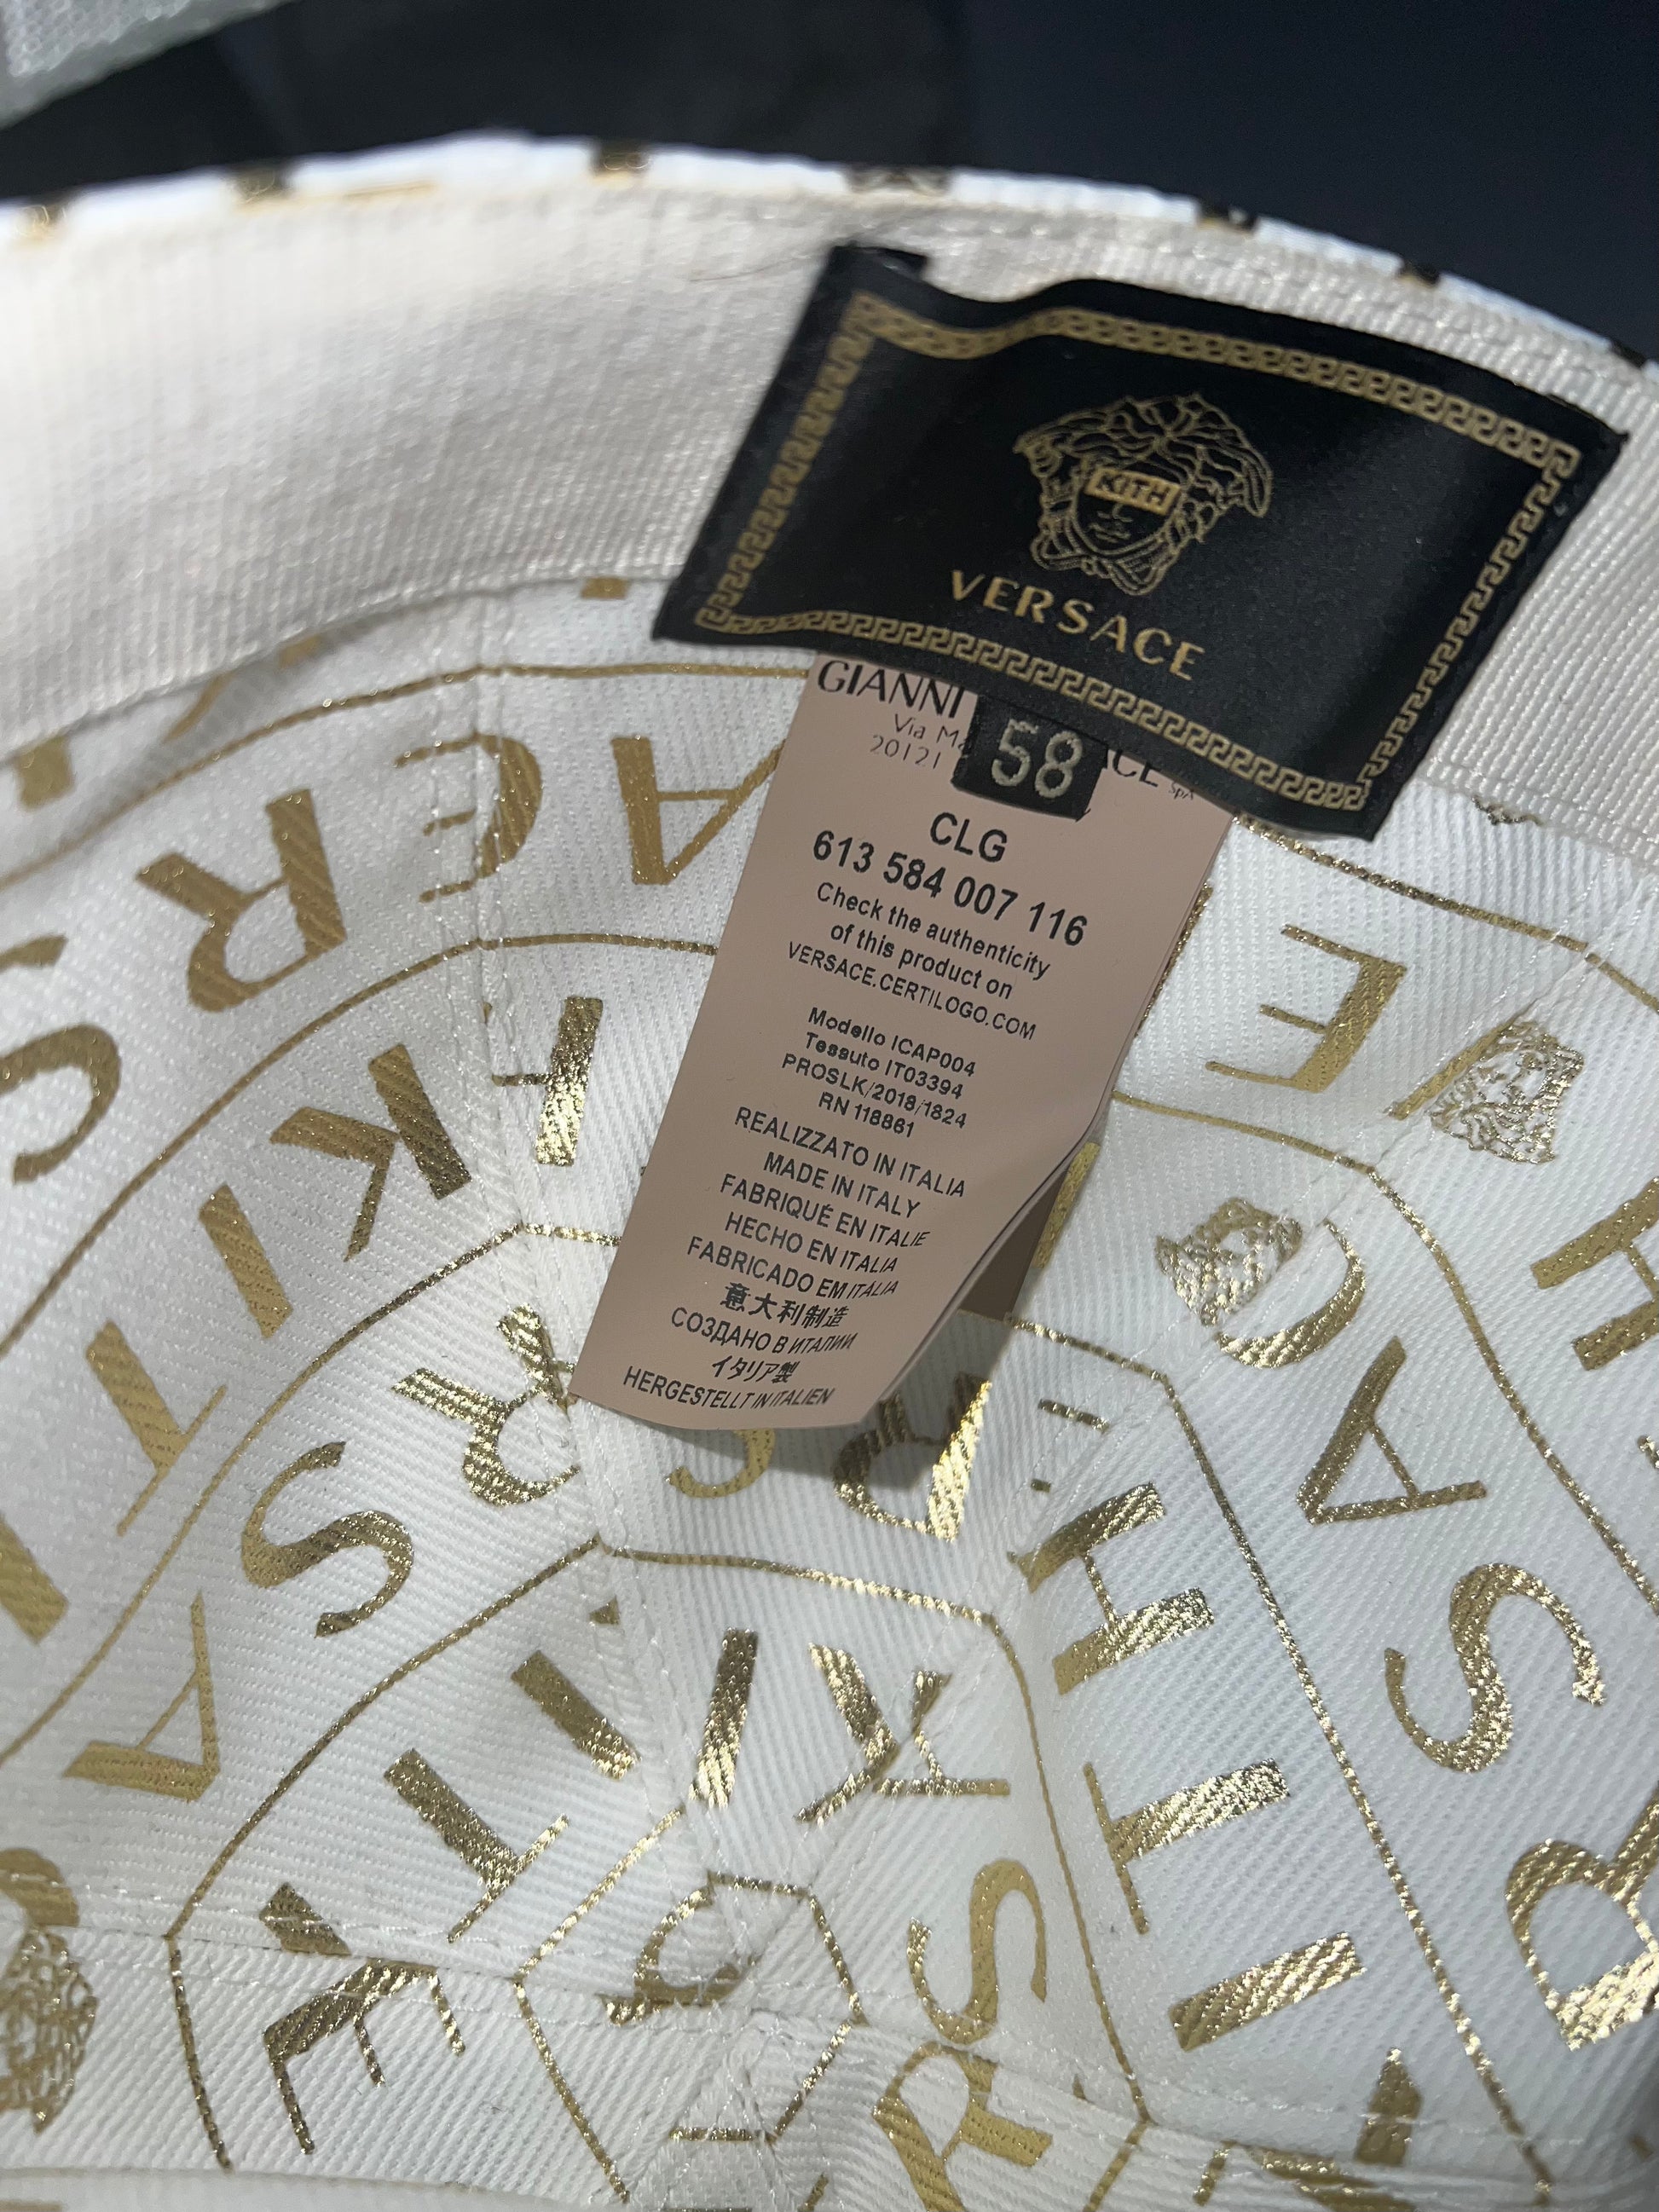 KITH
VERSACE
58
GIANNI
Via
20121
SpA
CLG
613 584 007 116
Check the authenticity
of this product on
VERSACE.CERTILOGO.COM
Modello ICAP004
Tessuto IT03394
PROSLK/2018/1824
RN 118861
REALIZZATO IN ITALIA
MADE IN ITALY
FABRIQUÉ EN ITALIE
HECHO EN ITALIA
FABRICADO EM ITÁLIA
意大利制造
СОЗДАНО В ИТАЛИИ
イタリア製
HERGESTELLT IN ITALIEN